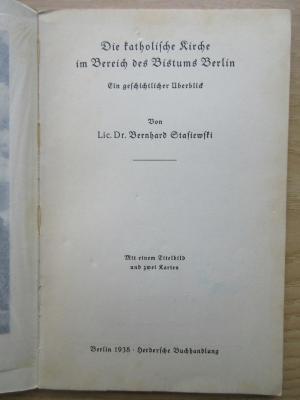 Die katholische Kirche
im Bereich des Bistums Berlin
Ein geschichtlicher Überblick
Von
Lic. Dr. Bernhard Stasiewski
Mit einem Titelbild
und zwei Karten
Berlin 1938 · Herdersche Buchhandlung